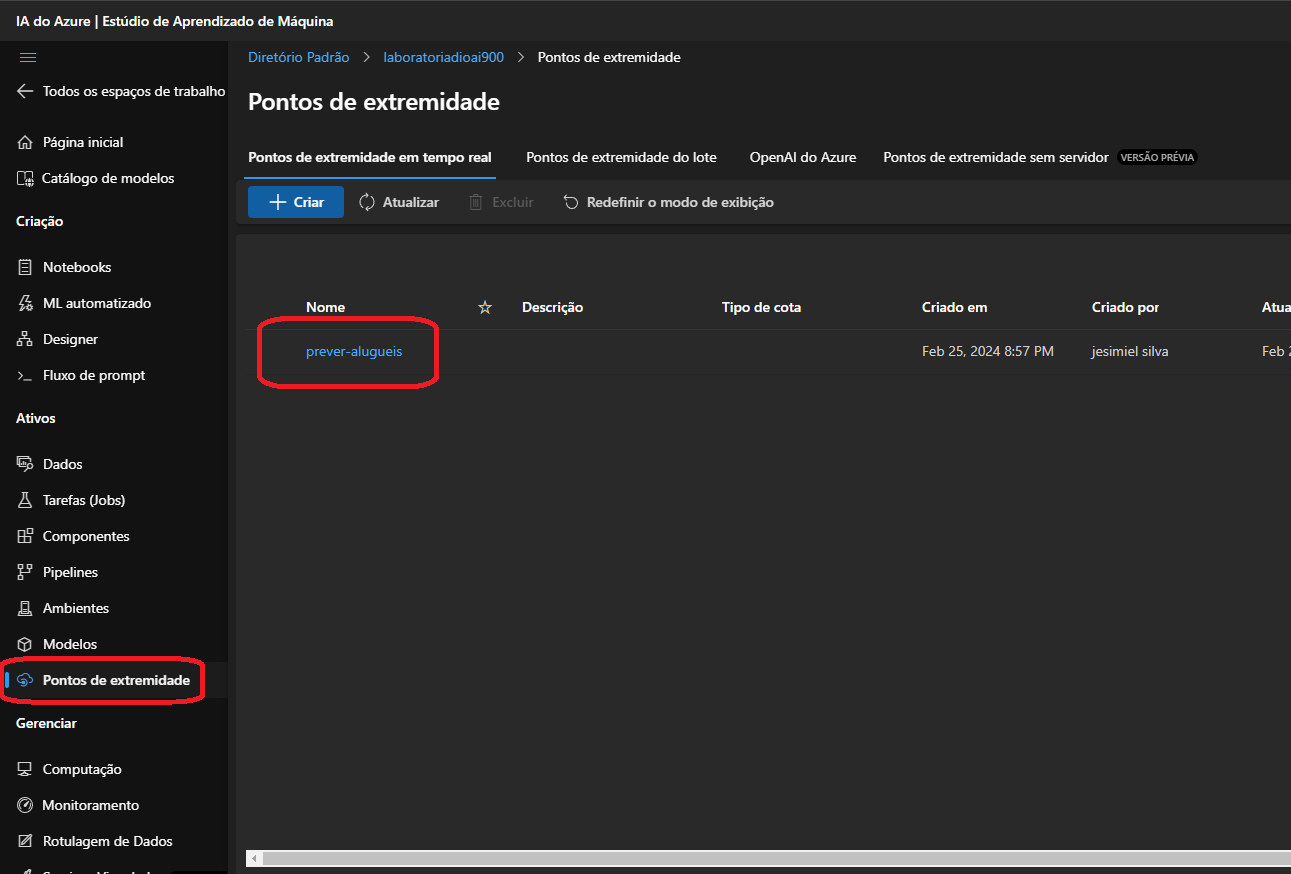 IA do Azure | Estúdio de Aprendizado de Máquina
Todos os espaços de trabalho
Página inicial
Catálogo de modelos
Criação
Notebooks
ML automatizado
Designer
Fluxo de prompt
Ativos
Dados
Tarefas (Jobs)
Componentes
Pipelines
Ambientes
Modelos
Pontos de extremidade
Gerenciar
Computação
Monitoramento
Rotulagem de Dados
Diretório Padrão > laboratoriadioai900 > Pontos de extremidade
Pontos de extremidade
Pontos de extremidade em tempo real Pontos de extremidade do lote OpenAI do Azure Pontos de extremidade sem servidor VERSÃO PRÉVIA
Criar Atualizar Excluir Redefinir o modo de exibição
Nome Descrição Tipo de cota Criado em Criado por Atua
prever-alugueis Feb 25, 2024 8:57 PM jesimiel silva Feb